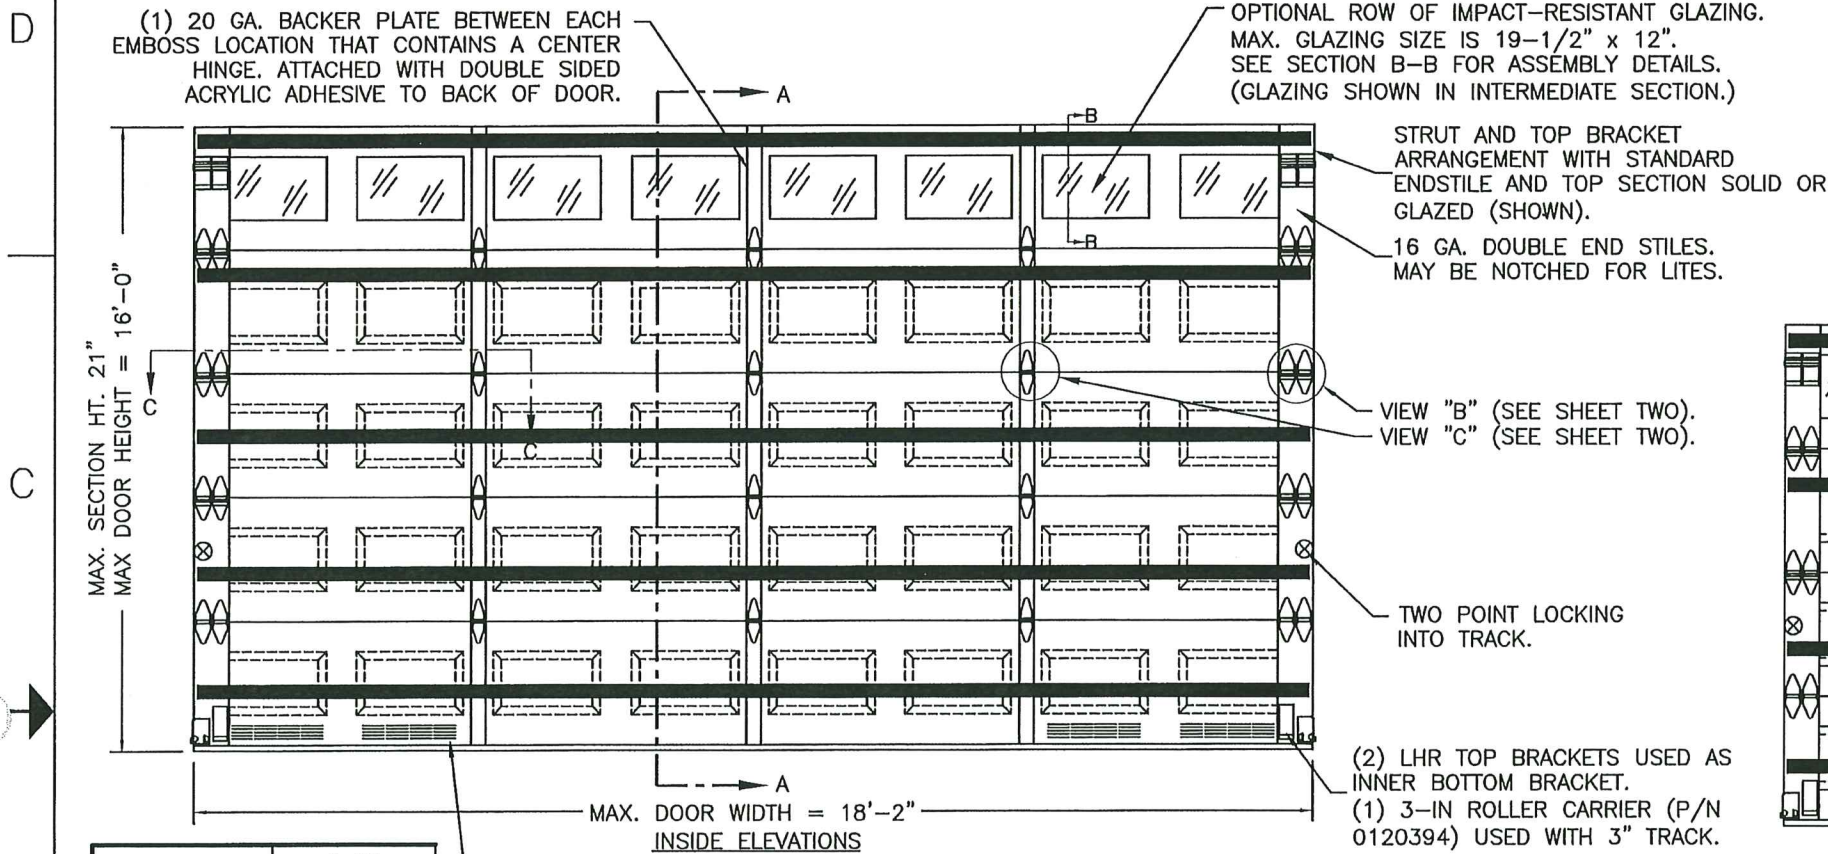 D
(1) 20 GA. BACKER PLATE BETWEEN EACH
EMBOSS LOCATION THAT CONTAINS A CENTER
HINGE. ATTACHED WITH DOUBLE SIDED
ACRYLIC ADHESIVE TO BACK OF DOOR.
A
OPTIONAL ROW OF IMPACT-RESISTANT GLAZING.
MAX. GLAZING SIZE IS 19-1/2" x 12".
SEE SECTION B-B FOR ASSEMBLY DETAILS.
(GLAZING SHOWN IN INTERMEDIATE SECTION.)
B
STRUT AND TOP BRACKET
ARRANGEMENT WITH STANDARD
ENDSTILE AND TOP SECTION SOLID OR
GLAZED (SHOWN).
B
16 GA. DOUBLE END STILES.
MAY BE NOTCHED FOR LITES.
MAX. SECTION HT. 21"
MAX DOOR HEIGHT = 16'-0"
C
C
C
VIEW "B" (SEE SHEET TWO).
VIEW "C" (SEE SHEET TWO).
TWO POINT LOCKING
INTO TRACK.
A
MAX. DOOR WIDTH = 18'-2"
INSIDE ELEVATIONS
(2) LHR TOP BRACKETS USED AS
INNER BOTTOM BRACKET.
(1) 3-IN ROLLER CARRIER (P/N
0120394) USED WITH 3" TRACK.